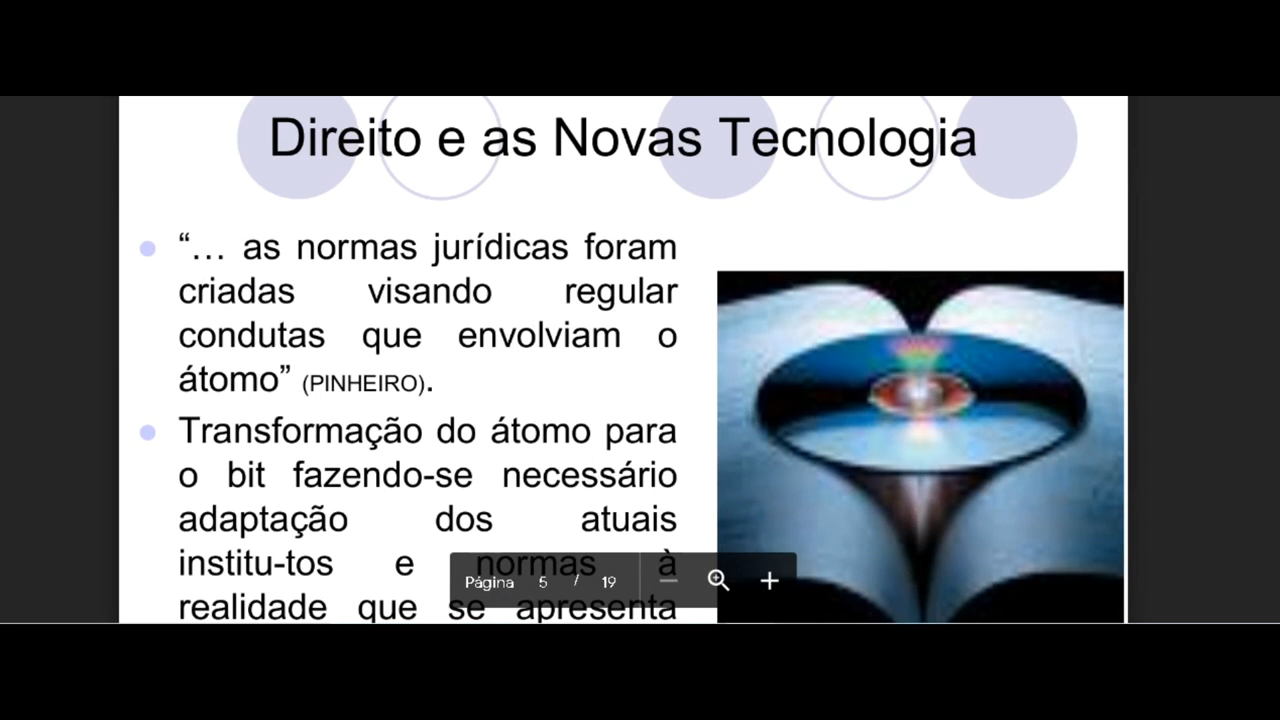 Direito e as Novas Tecnologia
“... as normas jurídicas foram
criadas visando regular
condutas que envolviam o
átomo” (PINHEIRO).
Transformação do átomo para
o bit fazendo-se necessário
adaptação dos atuais
institu-tos e normas à
realidade que se apresenta
Página 5 / 19